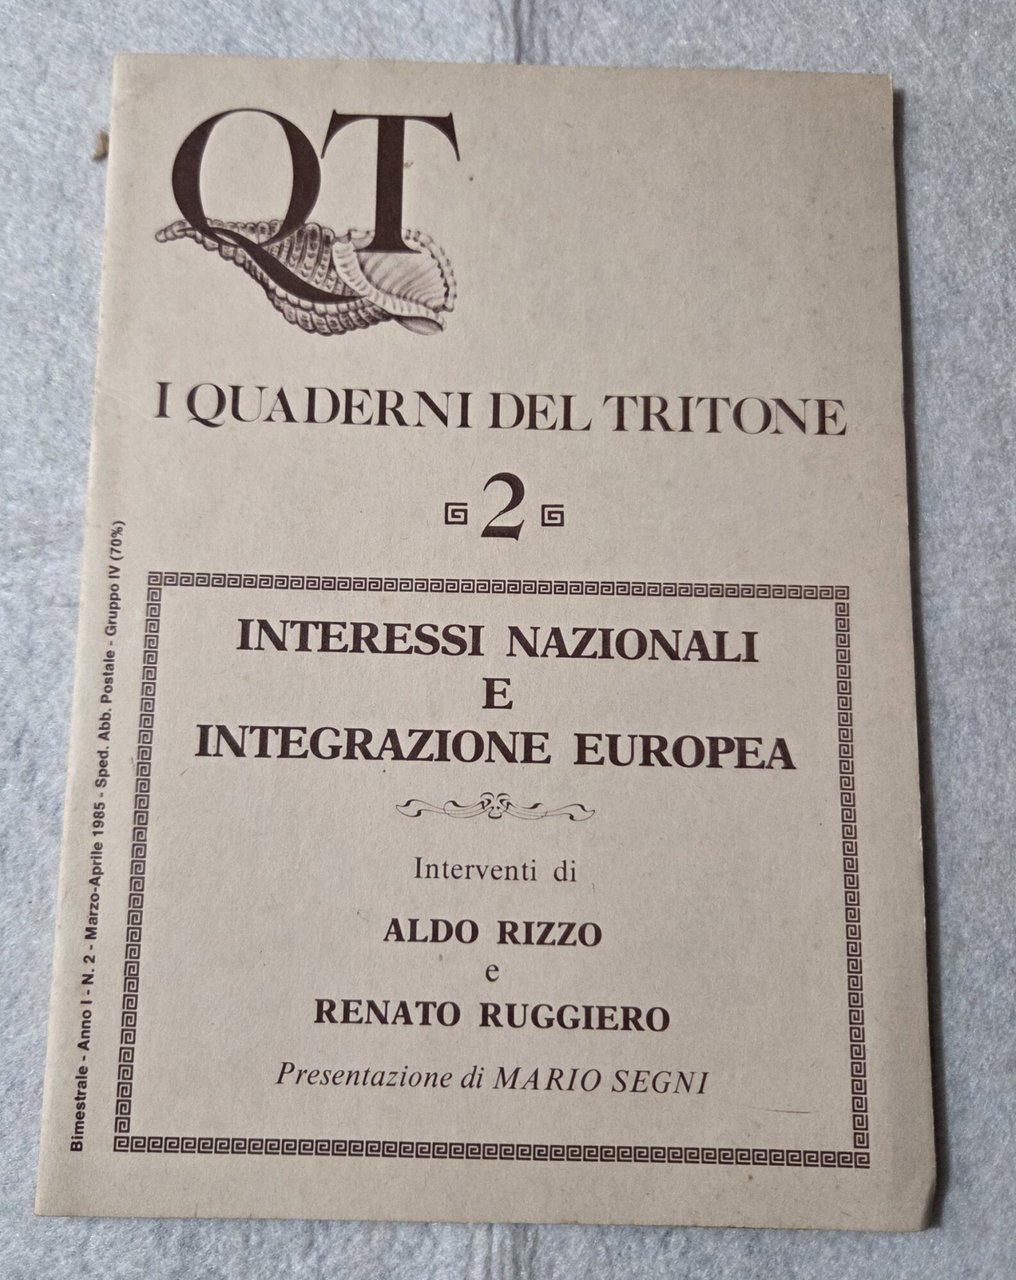 QT
I QUADERNI DEL TRITONE
2
INTERESSI NAZIONALI
E
INTEGRAZIONE EUROPEA
Interventi di
ALDO RIZZO
e
RENATO RUGGIERO
Presentazione di MARIO SEGNI
Bimestrale - Anno I - N. 2 - Marzo-Aprile 1985 - Sped. Abb. Postale - Gruppo IV (70%)